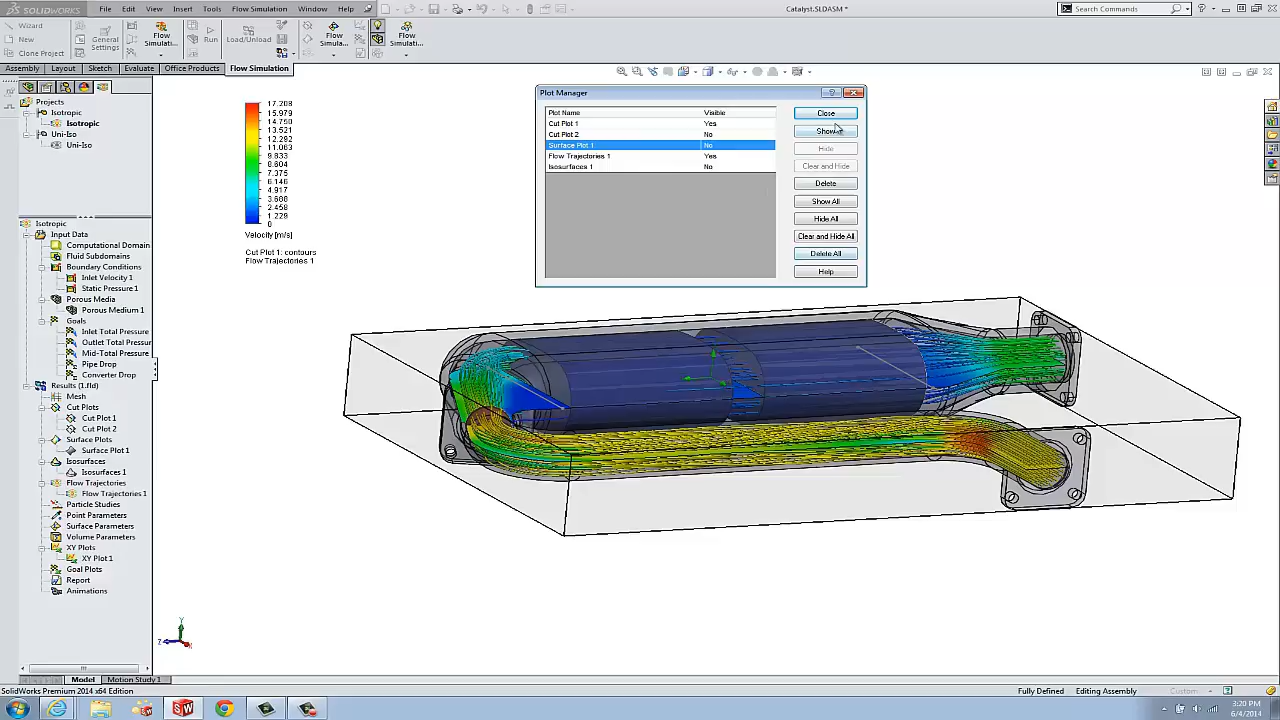 SOLIDWORKS File Edit View Insert Tools Flow Simulation Window Help Catalyst.SLDASM * Search Commands
Wizard
New
Clone Project
General Settings
Flow Simulati...
Run
Load/Unload
Flow Simula...
Flow Simulati...
Assembly Layout Sketch Evaluate Office Products Flow Simulation
Projects
Isotropic
Isotropic
Uni-Iso
Uni-Iso
Isotropic
Input Data
Computational Domain
Fluid Subdomains
Boundary Conditions
Inlet Velocity 1
Static Pressure 1
Porous Media
Porous Medium 1
Goals
Inlet Total Pressure
Outlet Total Pressur
Mid-Total Pressure
Pipe Drop
Converter Drop
Results (1.fld)
Mesh
Cut Plots
Cut Plot 1
Cut Plot 2
Surface Plots
Surface Plot 1
Isosurfaces
Isosurfaces 1
Flow Trajectories
Flow Trajectories 1
Particle Studies
Point Parameters
Surface Parameters
Volume Parameters
XY Plots
XY Plot 1
Goal Plots
Report
Animations
17.208
15.979
14.750
13.521
12.292
11.063
9.833
8.604
7.375
6.146
4.917
3.688
2.458
1.229
0
Velocity [m/s]
Cut Plot 1: contours
Flow Trajectories 1
Plot Manager
Plot Name Visible
Cut Plot 1 Yes
Cut Plot 2 No
Surface Plot 1 No
Flow Trajectories 1 Yes
Isosurfaces 1 No
Close
Show
Hide
Clear and Hide
Delete
Show All
Hide All
Clear and Hide All
Delete All
Help
Y
Z
X
Model Motion Study 1
SolidWorks Premium 2014 x64 Edition Fully Defined Editing Assembly Custom
3:20 PM
6/4/2014